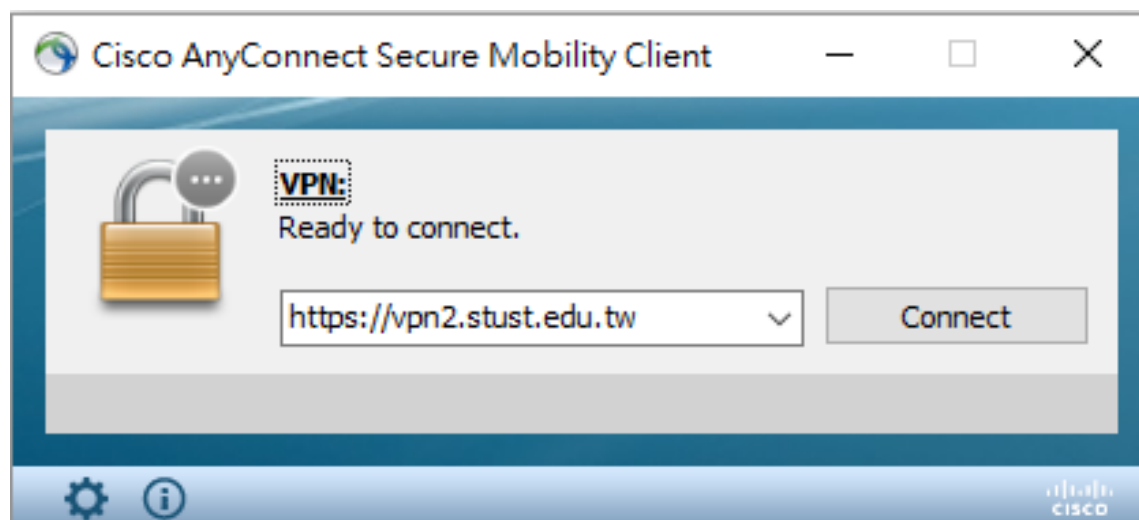 Cisco AnyConnect Secure Mobility Client
VPN:
Ready to connect.
https://vpn2.stust.edu.tw
Connect
CISCO